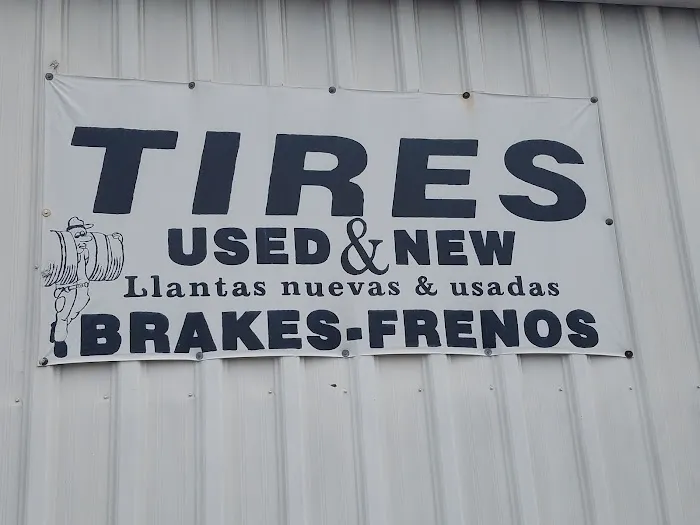 TIRES
USED & NEW
Llantas nuevas & usadas
BRAKES-FRENOS